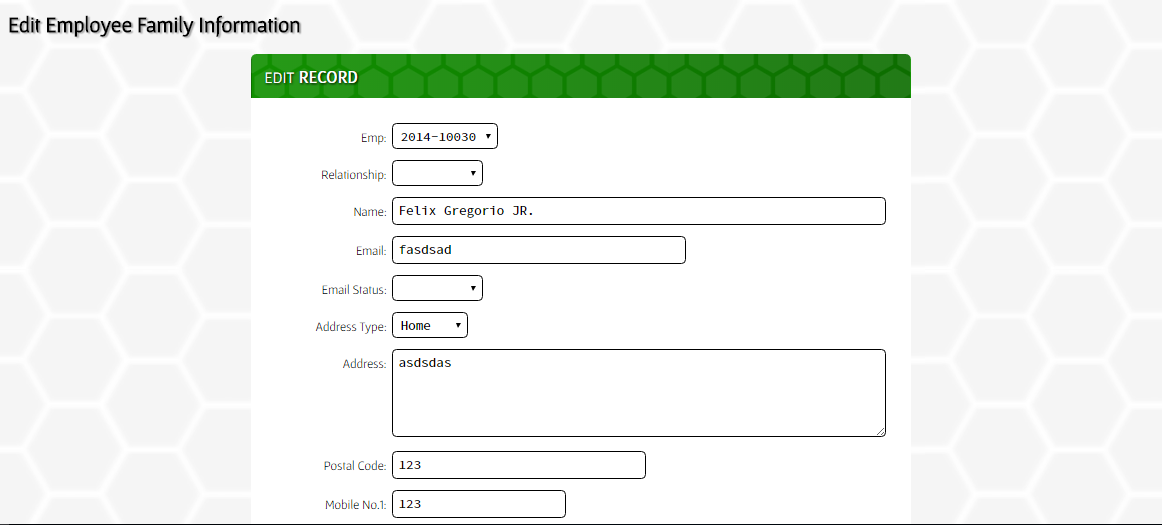 Edit Employee Family Information
EDIT RECORD
Emp: 2014-10030
Relationship:
Name: Felix Gregorio JR.
Email: fasdsad
Email Status:
Address Type: Home
Address: asdsdas
Postal Code: 123
Mobile No.1: 123